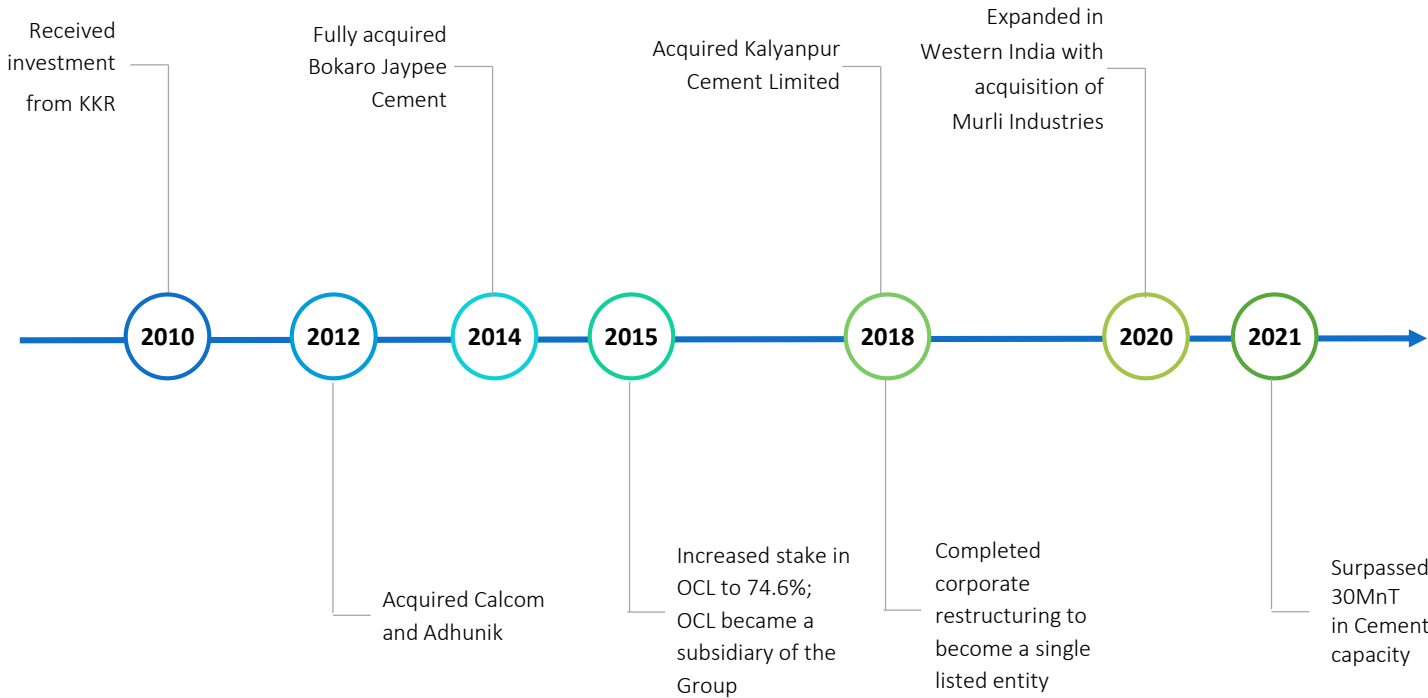 Received
investment
from KKR
Fully acquired
Bokaro Jaypee
Cement
Acquired Kalyanpur
Cement Limited
Expanded in
Western India with
acquisition of
Murli Industries
2010
2012
2014
2015
2018
2020
2021
Acquired Calcom
and Adhunik
Increased stake in
OCL to 74.6%;
OCL became a
subsidiary of the
Group
Completed
corporate
restructuring to
become a single
listed entity
Surpassed
30MnT
in Cement
capacity